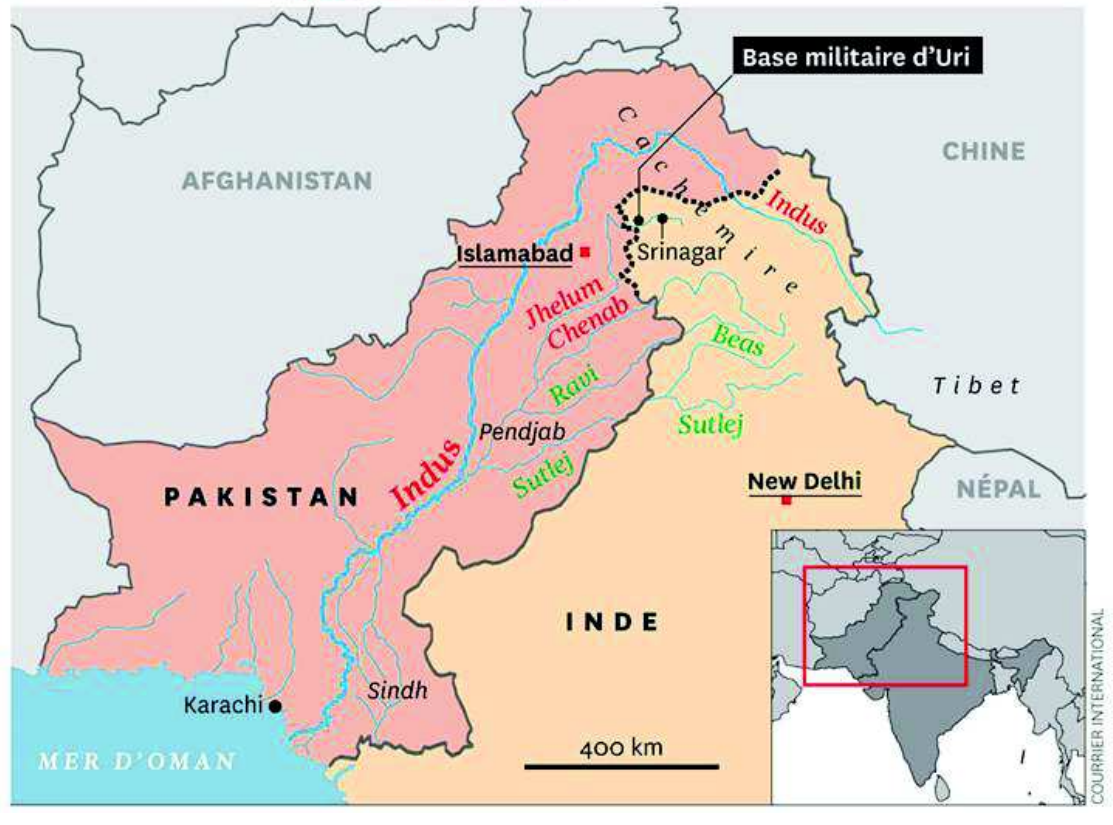 Base militaire d'Uri
Cachemire
CHINE
AFGHANISTAN
Indus
Islamabad
Srinagar
Jhelum
Chenab
Beas
Ravi
Tibet
Sutlej
Pendjab
Indus
Sutlej
New Delhi
NÉPAL
PAKISTAN
INDE
Karachi
Sindh
400 km
MER D'OMAN
COURRIER INTERNATIONAL